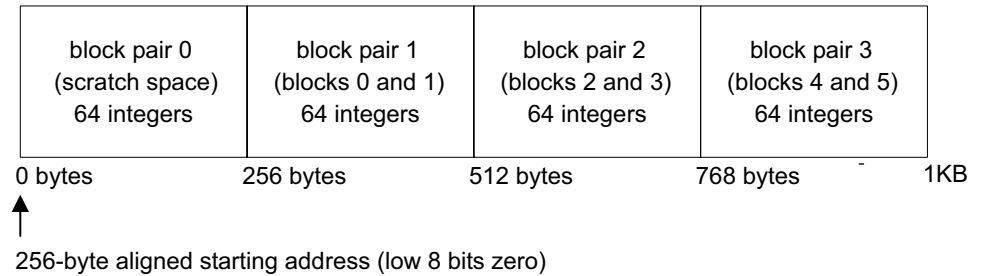 block pair 0
(scratch space)
64 integers
block pair 1
(blocks 0 and 1)
64 integers
block pair 2
(blocks 2 and 3)
64 integers
block pair 3
(blocks 4 and 5)
64 integers
0 bytes
256 bytes
512 bytes
768 bytes
1KB
256-byte aligned starting address (low 8 bits zero)